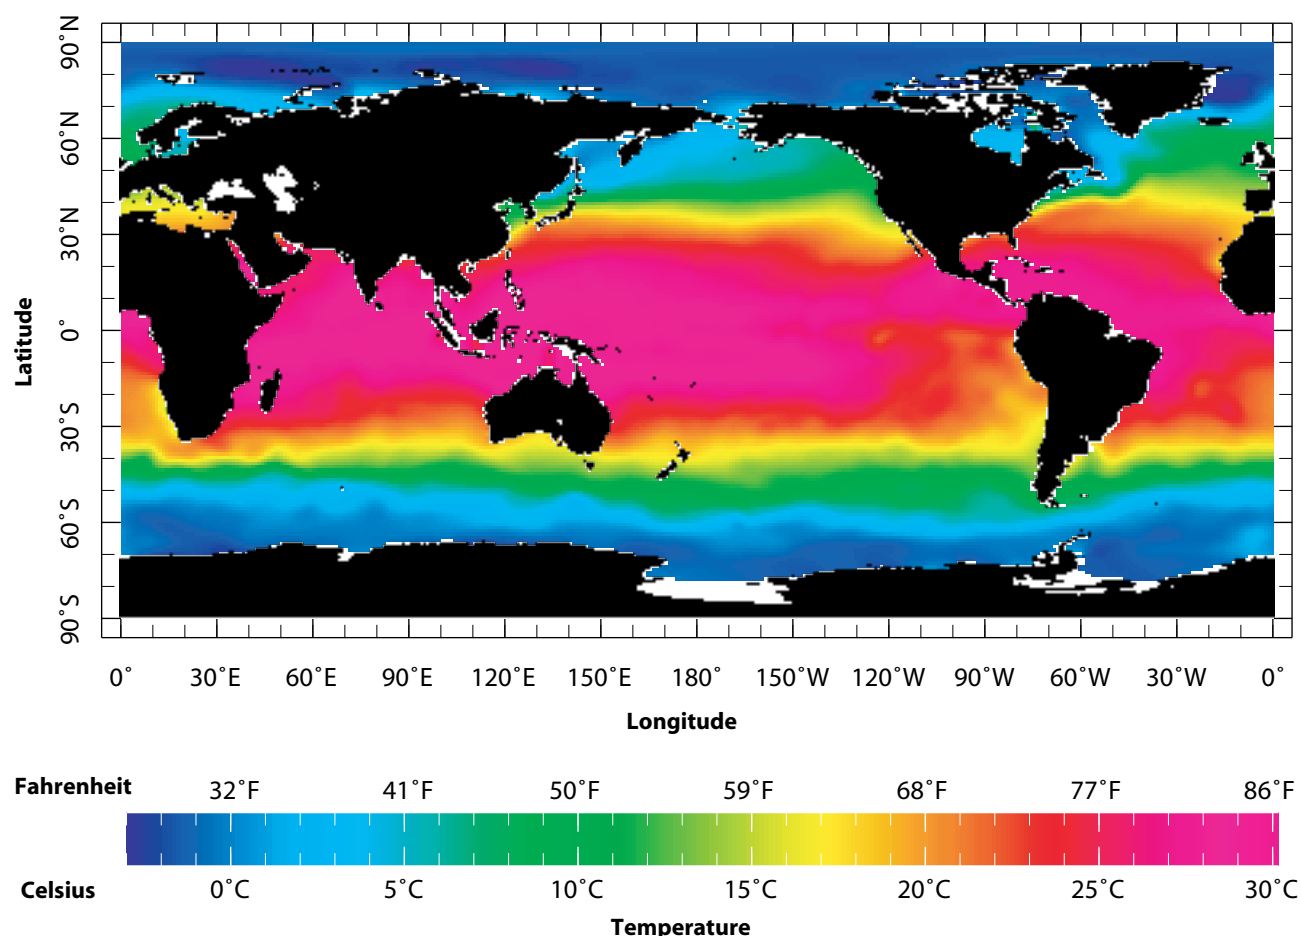 90˚N
60˚N
30˚N
0˚
30˚S
60˚S
90˚S
Latitude
0˚ 30˚E 60˚E 90˚E 120˚E 150˚E 180˚ 150˚W 120˚W 90˚W 60˚W 30˚W 0˚
Longitude
Fahrenheit 32˚F 41˚F 50˚F 59˚F 68˚F 77˚F 86˚F
Celsius 0˚C 5˚C 10˚C 15˚C 20˚C 25˚C 30˚C
Temperature